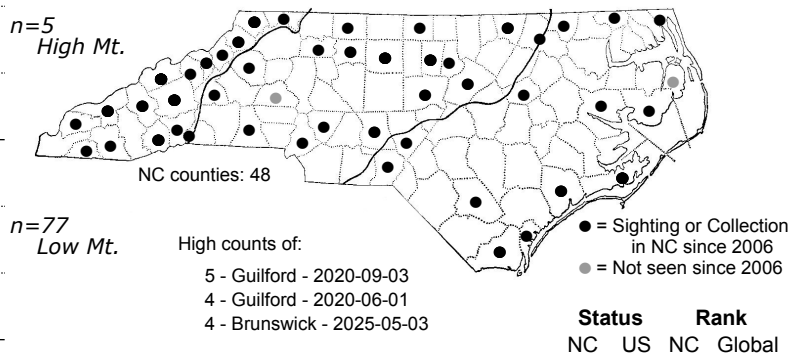 n=5
High Mt.
NC counties: 48
n=77
Low Mt.
High counts of:
5 - Guilford - 2020-09-03
4 - Guilford - 2020-06-01
4 - Brunswick - 2025-05-03
● = Sighting or Collection
in NC since 2006
● = Not seen since 2006
Status Rank
NC US NC Global